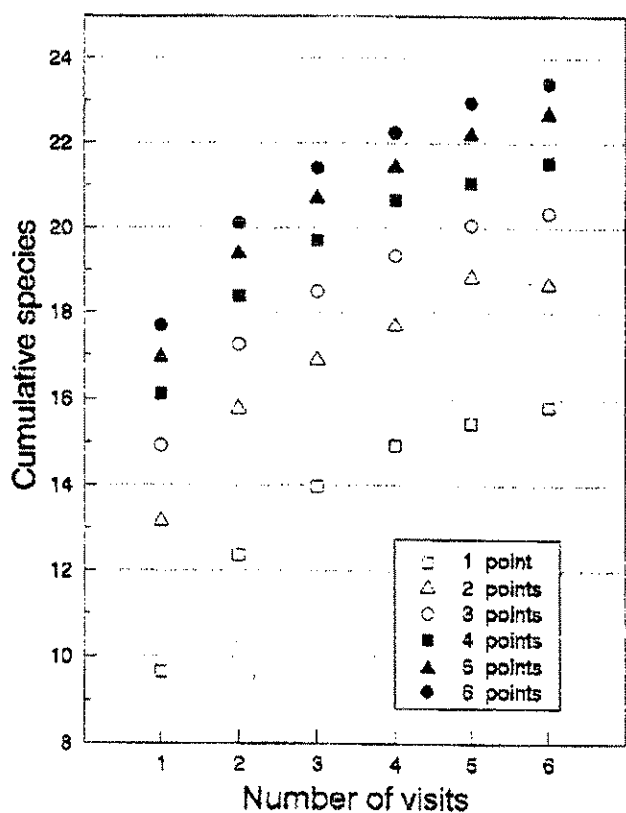 24
22
20
18
16
14
12
10
8
Cumulative species
1 2 3 4 5 6
Number of visits
1 point
2 points
3 points
4 points
5 points
6 points